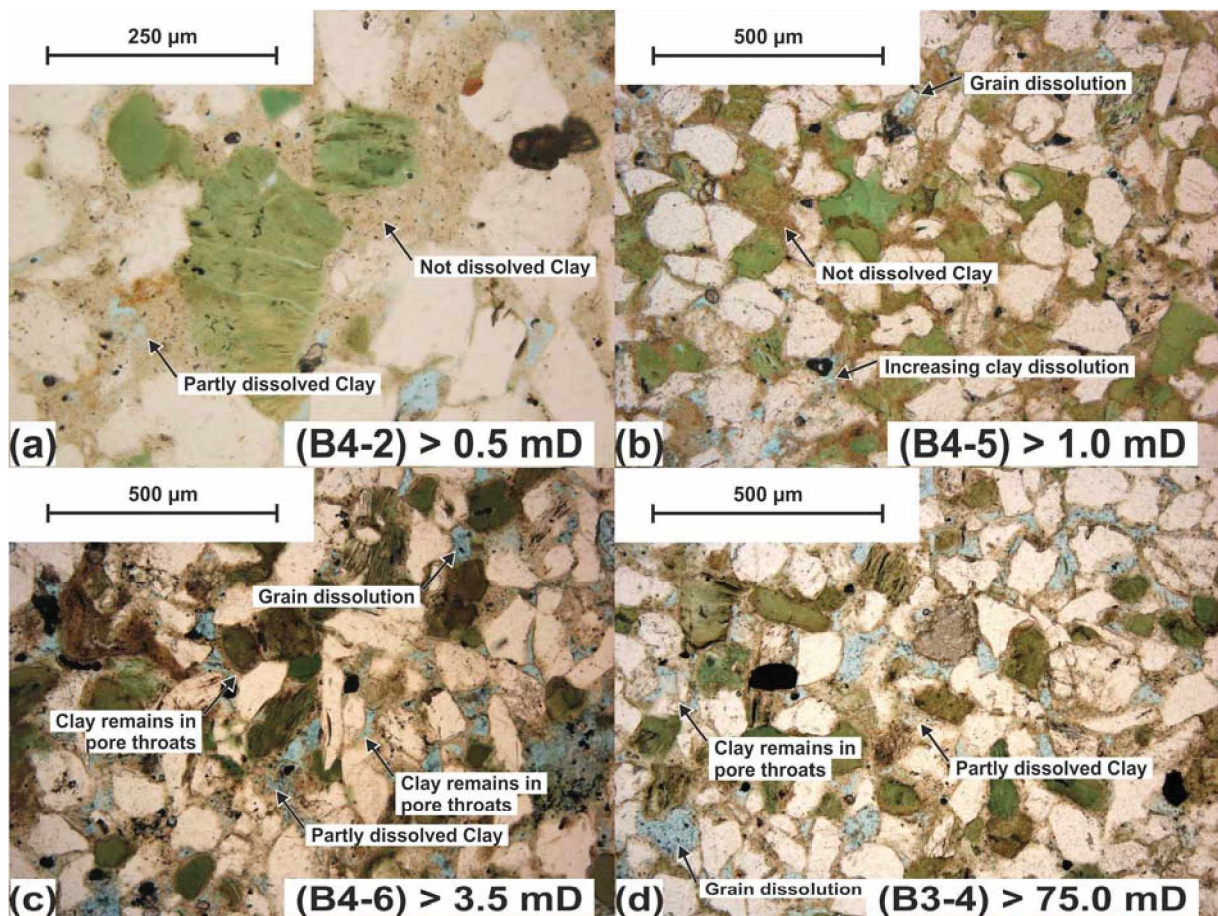 250 µm
Not dissolved Clay
Partly dissolved Clay
(a)
(B4-2) > 0.5 mD
500 µm
Grain dissolution
Not dissolved Clay
Increasing clay dissolution
(b)
(B4-5) > 1.0 mD
500 µm
Grain dissolution
Clay remains in
pore throats
Clay remains in
pore throats
Partly dissolved Clay
(c)
(B4-6) > 3.5 mD
500 µm
Clay remains in
pore throats
Partly dissolved Clay
Grain dissolution
(d)
(B3-4) > 75.0 mD